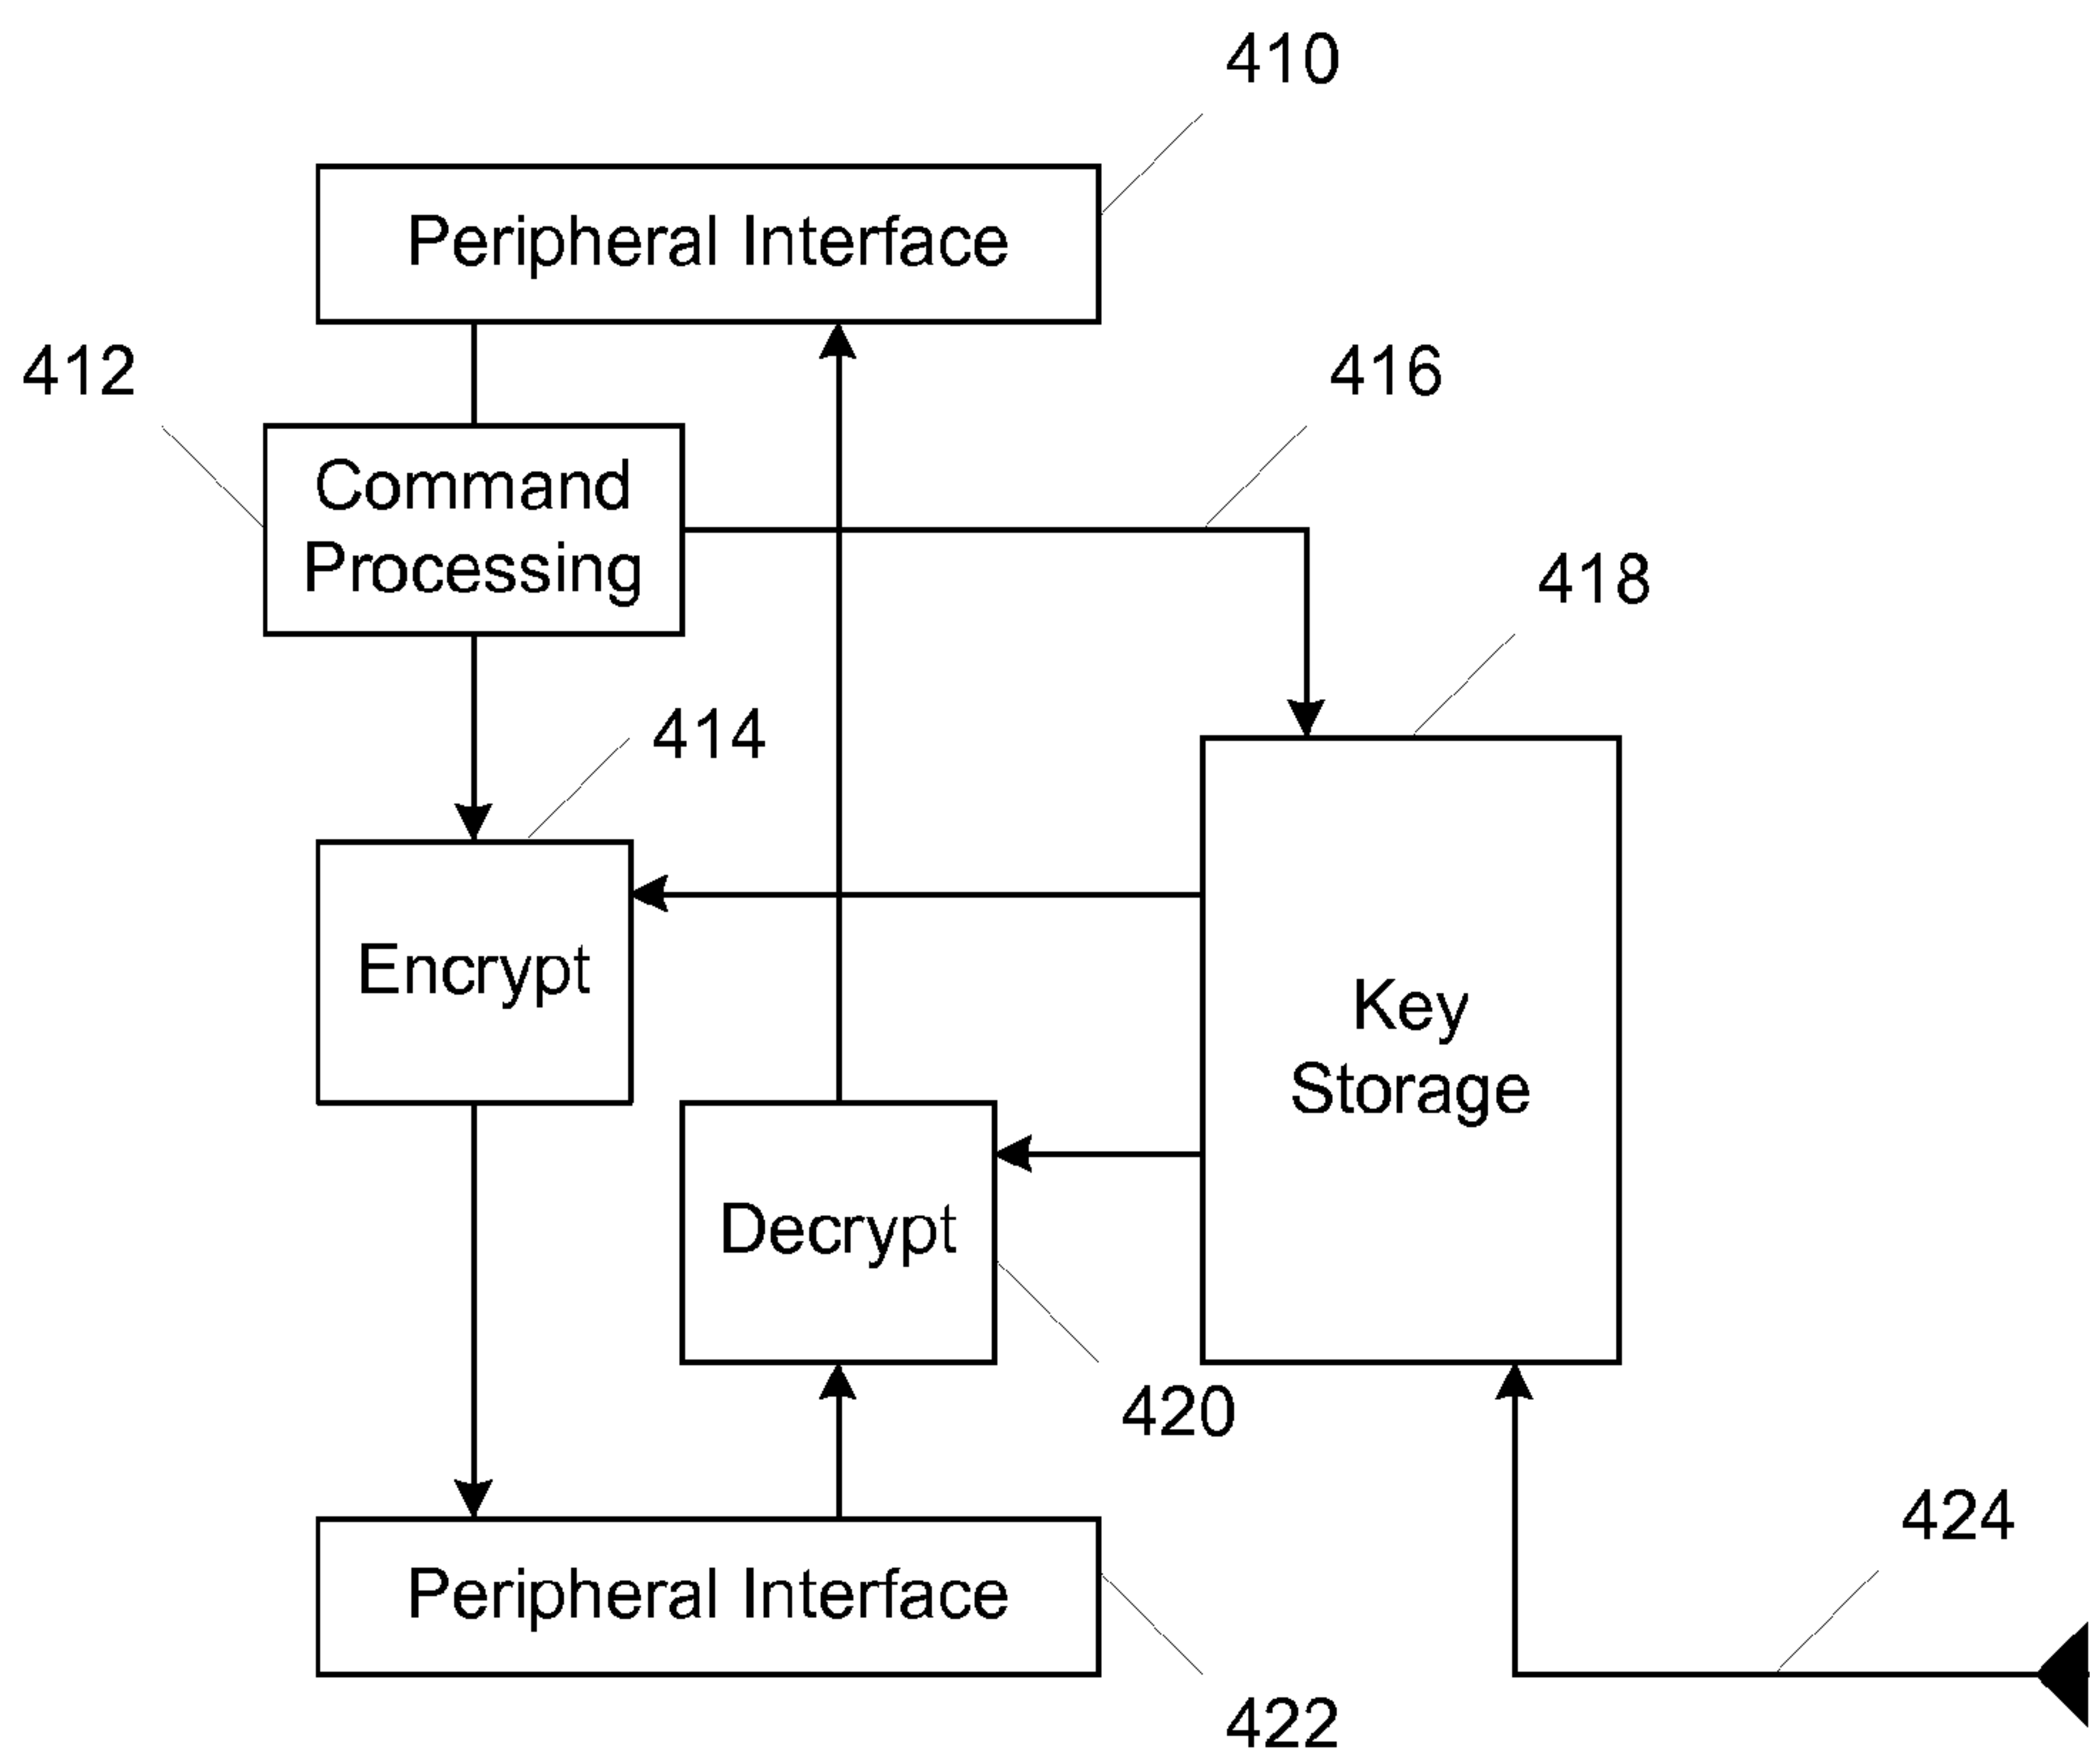 410
Peripheral Interface
412
416
Command
Processing
418
414
Encrypt
Key
Storage
Decrypt
420
424
Peripheral Interface
422